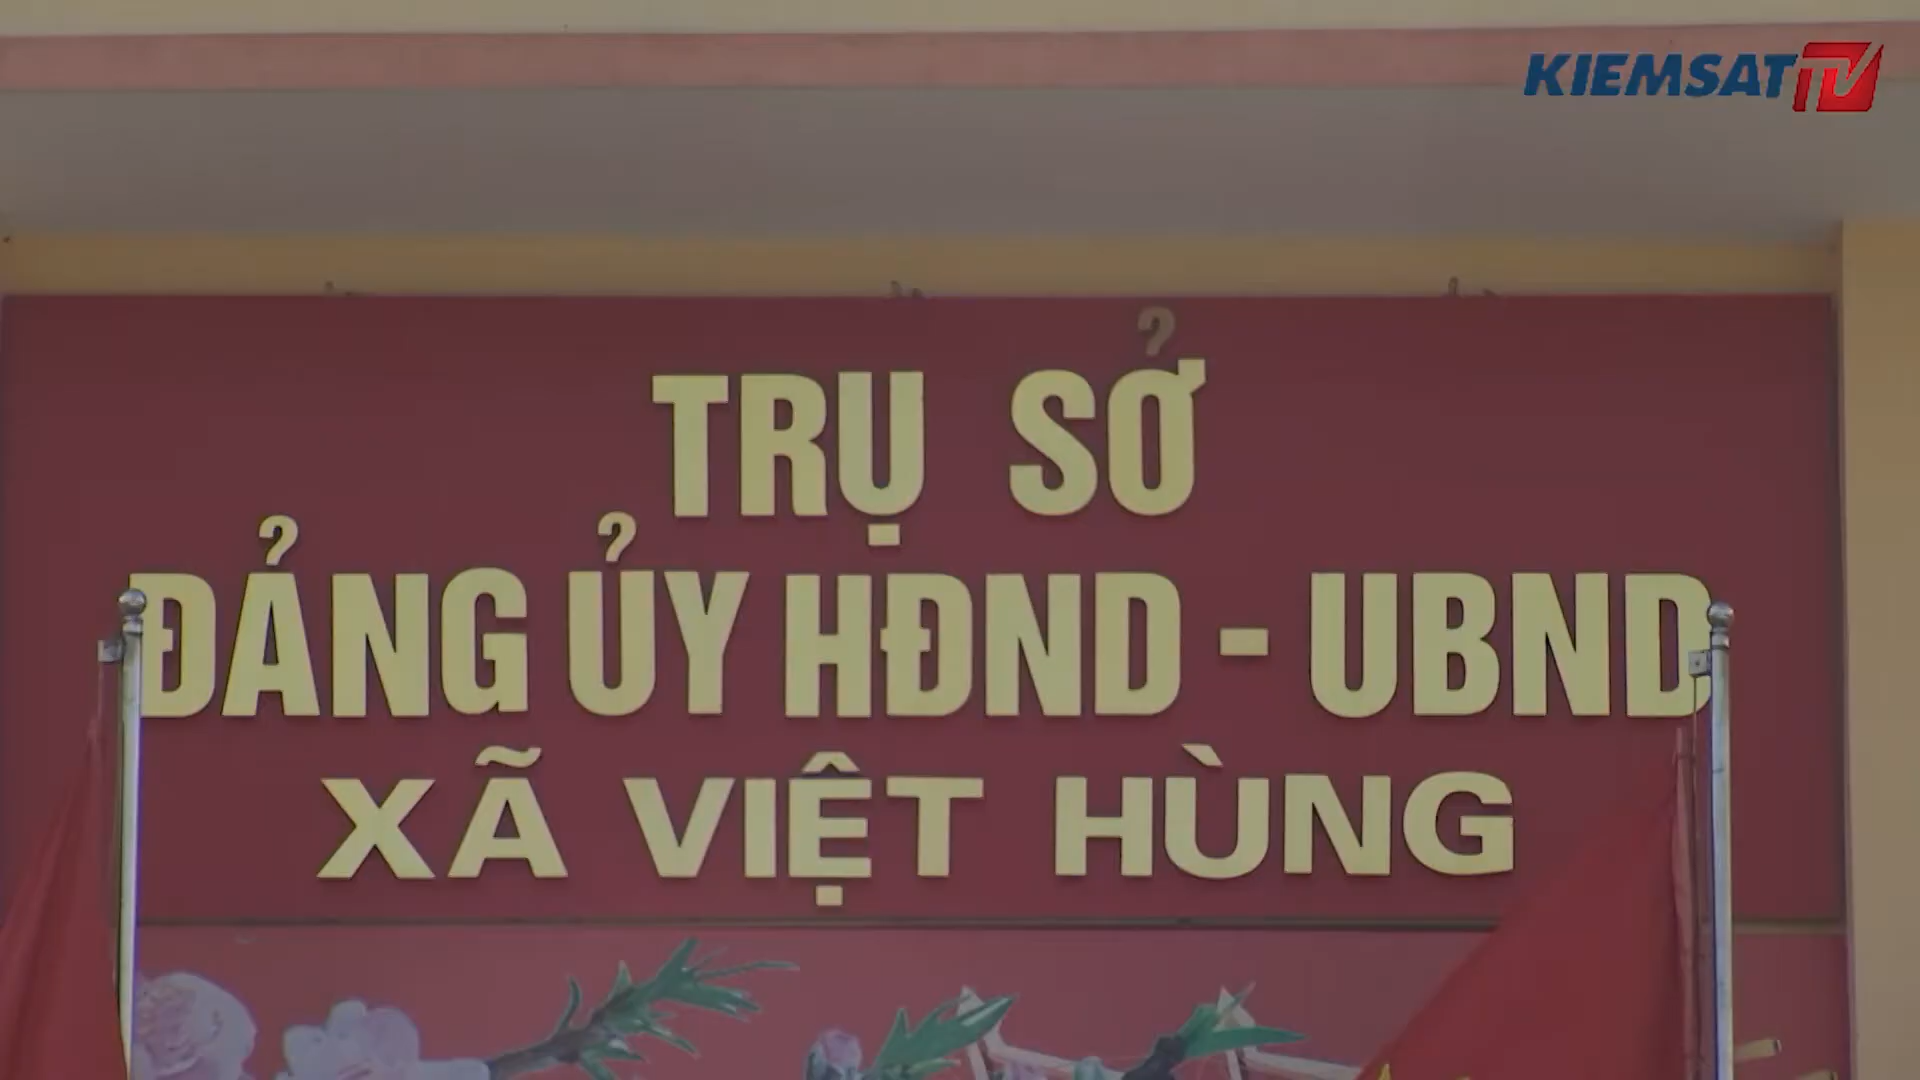 KIEMSATTV
TRỤ SỞ
ĐẢNG ỦY HĐND - UBND
XÃ VIỆT HÙNG